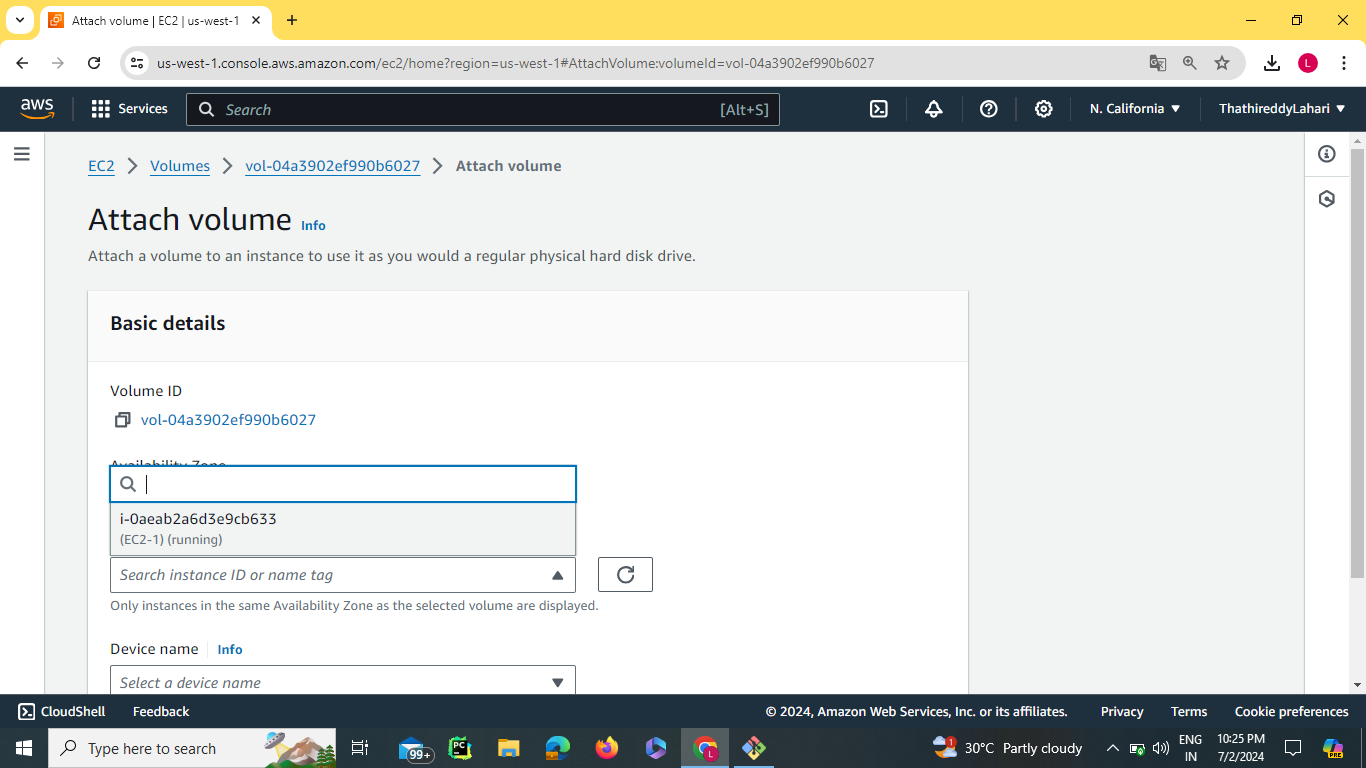 Attach volume | EC2 | us-west-1
us-west-1.console.aws.amazon.com/ec2/home?region=us-west-1#AttachVolume:volumeId=vol-04a3902ef990b6027
L
aws
Services
Search
[Alt+S]
N. California
ThathireddyLahari
EC2
Volumes
vol-04a3902ef990b6027
Attach volume
Attach volume Info
Attach a volume to an instance to use it as you would a regular physical hard disk drive.
Basic details
Volume ID
vol-04a3902ef990b6027
Availability Zone
i-0aeab2a6d3e9cb633
(EC2-1) (running)
Search instance ID or name tag
Only instances in the same Availability Zone as the selected volume are displayed.
Device name Info
Select a device name
CloudShell
Feedback
© 2024, Amazon Web Services, Inc. or its affiliates.
Privacy
Terms
Cookie preferences
Type here to search
99+
PC
L
1
30°C Partly cloudy
ENG
IN
10:25 PM
7/2/2024
PRE